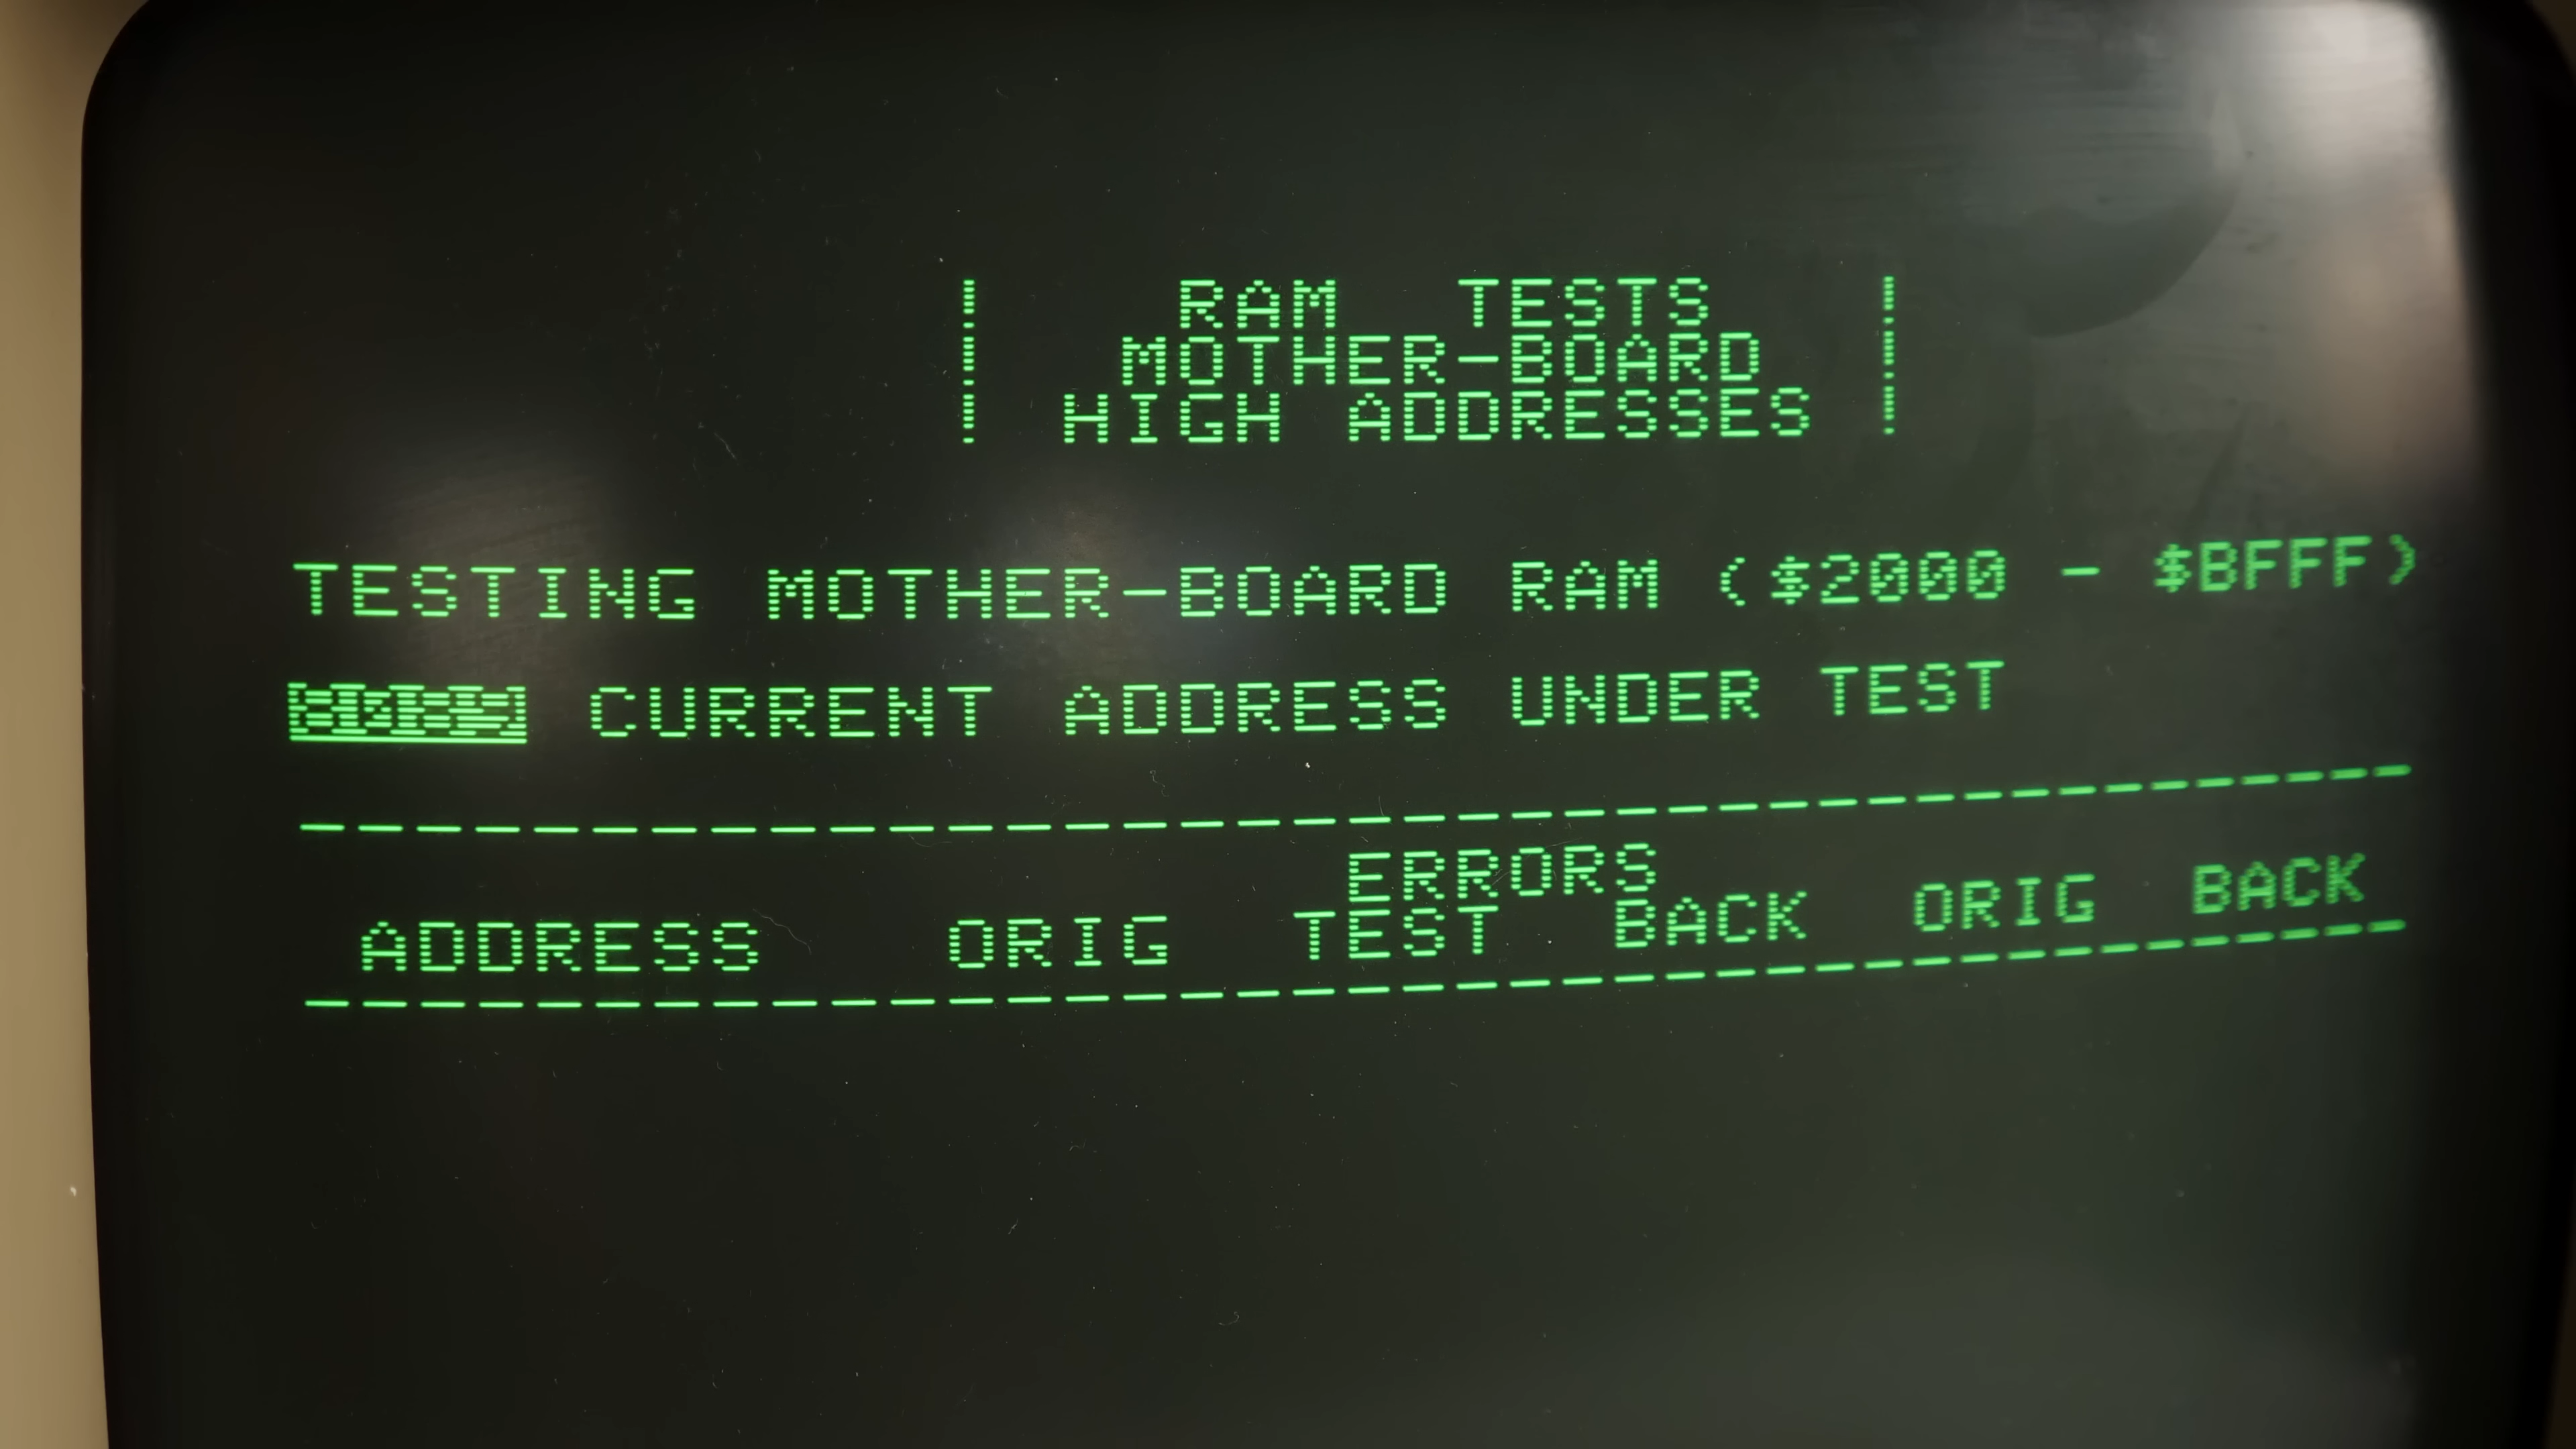 RAM TESTS
MOTHER-BOARD
HIGH ADDRESSES
TESTING MOTHER-BOARD RAM ($2000 - $BFFF)
CURRENT ADDRESS UNDER TEST
ERRORS
ADDRESS ORIG TEST BACK ORIG BACK